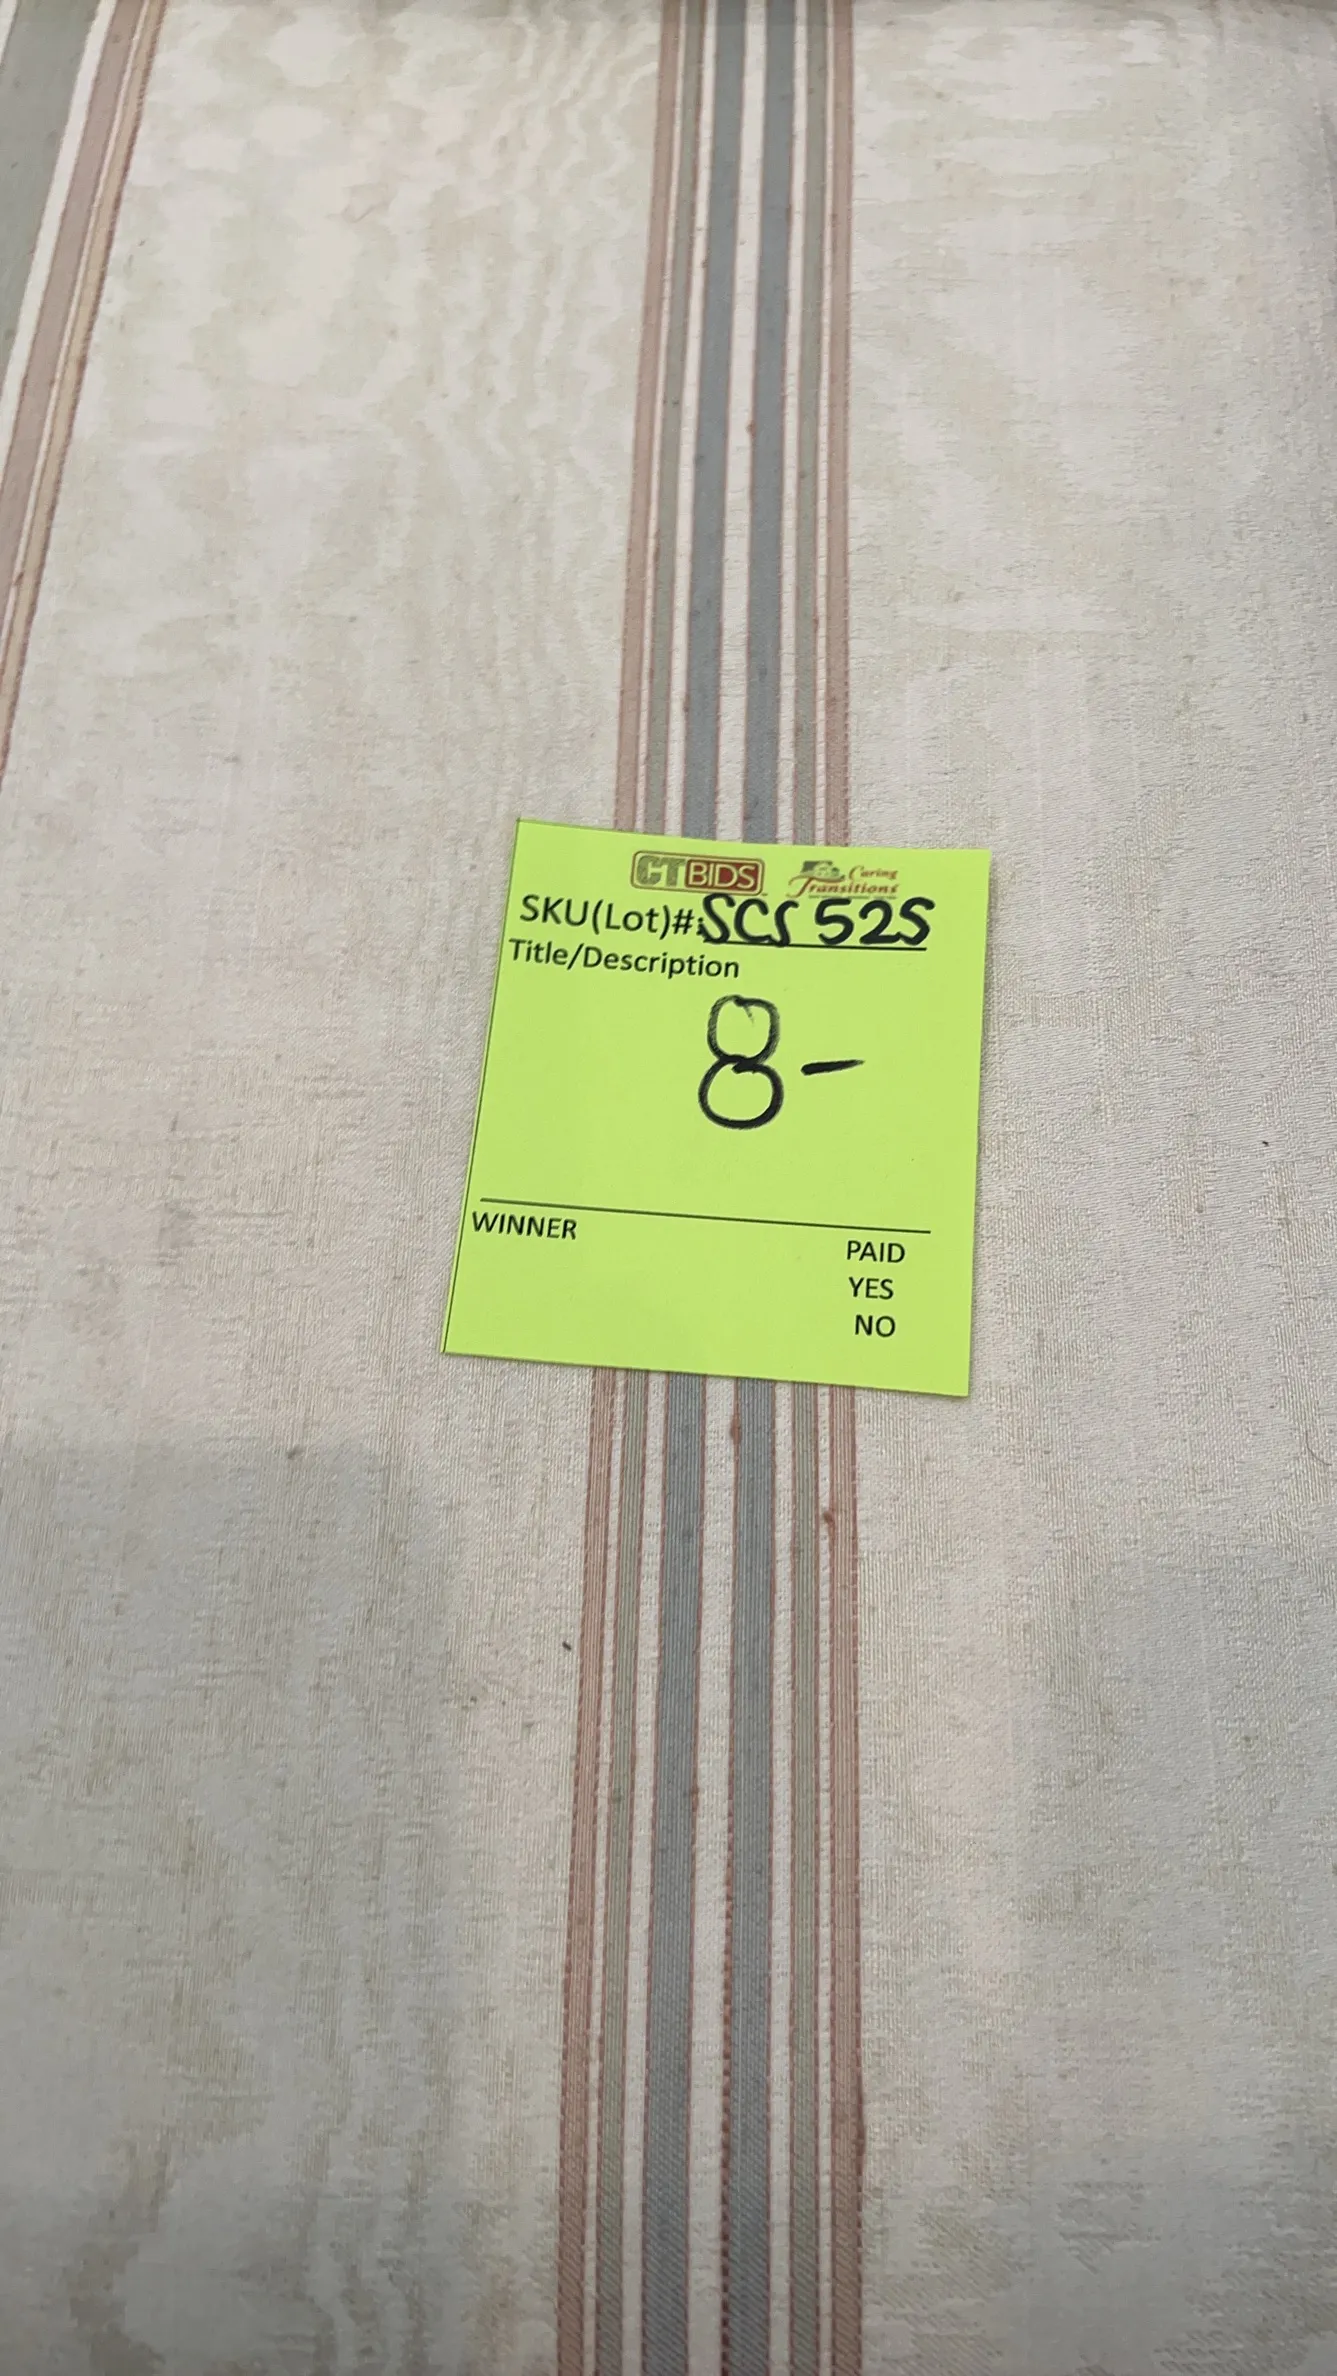 CTBIDS Caring Transitions
SKU(Lot)#: SCS 525
Title/Description
8-
WINNER
PAID
YES
NO